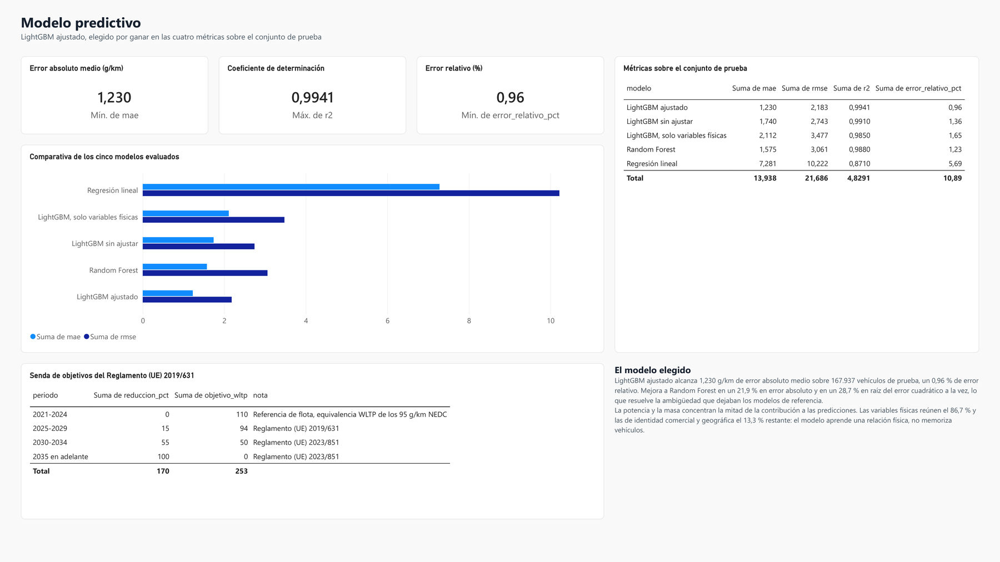 Modelo predictivo
LightGBM ajustado, elegido por ganar en las cuatro métricas sobre el conjunto de prueba
Error absoluto medio (g/km)
1,230
Mín. de mae
Coeficiente de determinación
0,9941
Máx. de r2
Error relativo (%)
0,96
Mín. de error_relativo_pct
Métricas sobre el conjunto de prueba
modelo Suma de mae Suma de rmse Suma de r2 Suma de error_relativo_pct
LightGBM ajustado 1,230 2,183 0,9941 0,96
LightGBM sin ajustar 1,740 2,743 0,9910 1,36
LightGBM, solo variables físicas 2,112 3,477 0,9850 1,65
Random Forest 1,575 3,061 0,9880 1,23
Regresión lineal 7,281 10,222 0,8710 5,69
Total 13,938 21,686 4,8291 10,89
Comparativa de los cinco modelos evaluados
Regresión lineal
LightGBM, solo variables físicas
LightGBM sin ajustar
Random Forest
LightGBM ajustado
0 2 4 6 8 10
Suma de mae Suma de rmse
Senda de objetivos del Reglamento (UE) 2019/631
periodo Suma de reduccion_pct Suma de objetivo_wltp nota
2021-2024 0 110 Referencia de flota, equivalencia WLTP de los 95 g/km NEDC
2025-2029 15 94 Reglamento (UE) 2019/631
2030-2034 55 50 Reglamento (UE) 2023/851
2035 en adelante 100 0 Reglamento (UE) 2023/851
Total 170 253
El modelo elegido
LightGBM ajustado alcanza 1,230 g/km de error absoluto medio sobre 167.937 vehículos de prueba, un 0,96 % de error
relativo. Mejora a Random Forest en un 21,9 % en error absoluto y en un 28,7 % en raíz del error cuadrático a la vez, lo
que resuelve la ambigüedad que dejaban los modelos de referencia.
La potencia y la masa concentran la mitad de la contribución a las predicciones. Las variables físicas reúnen el 86,7 % y
las de identidad comercial y geográfica el 13,3 % restante: el modelo aprende una relación física, no memoriza
vehículos.